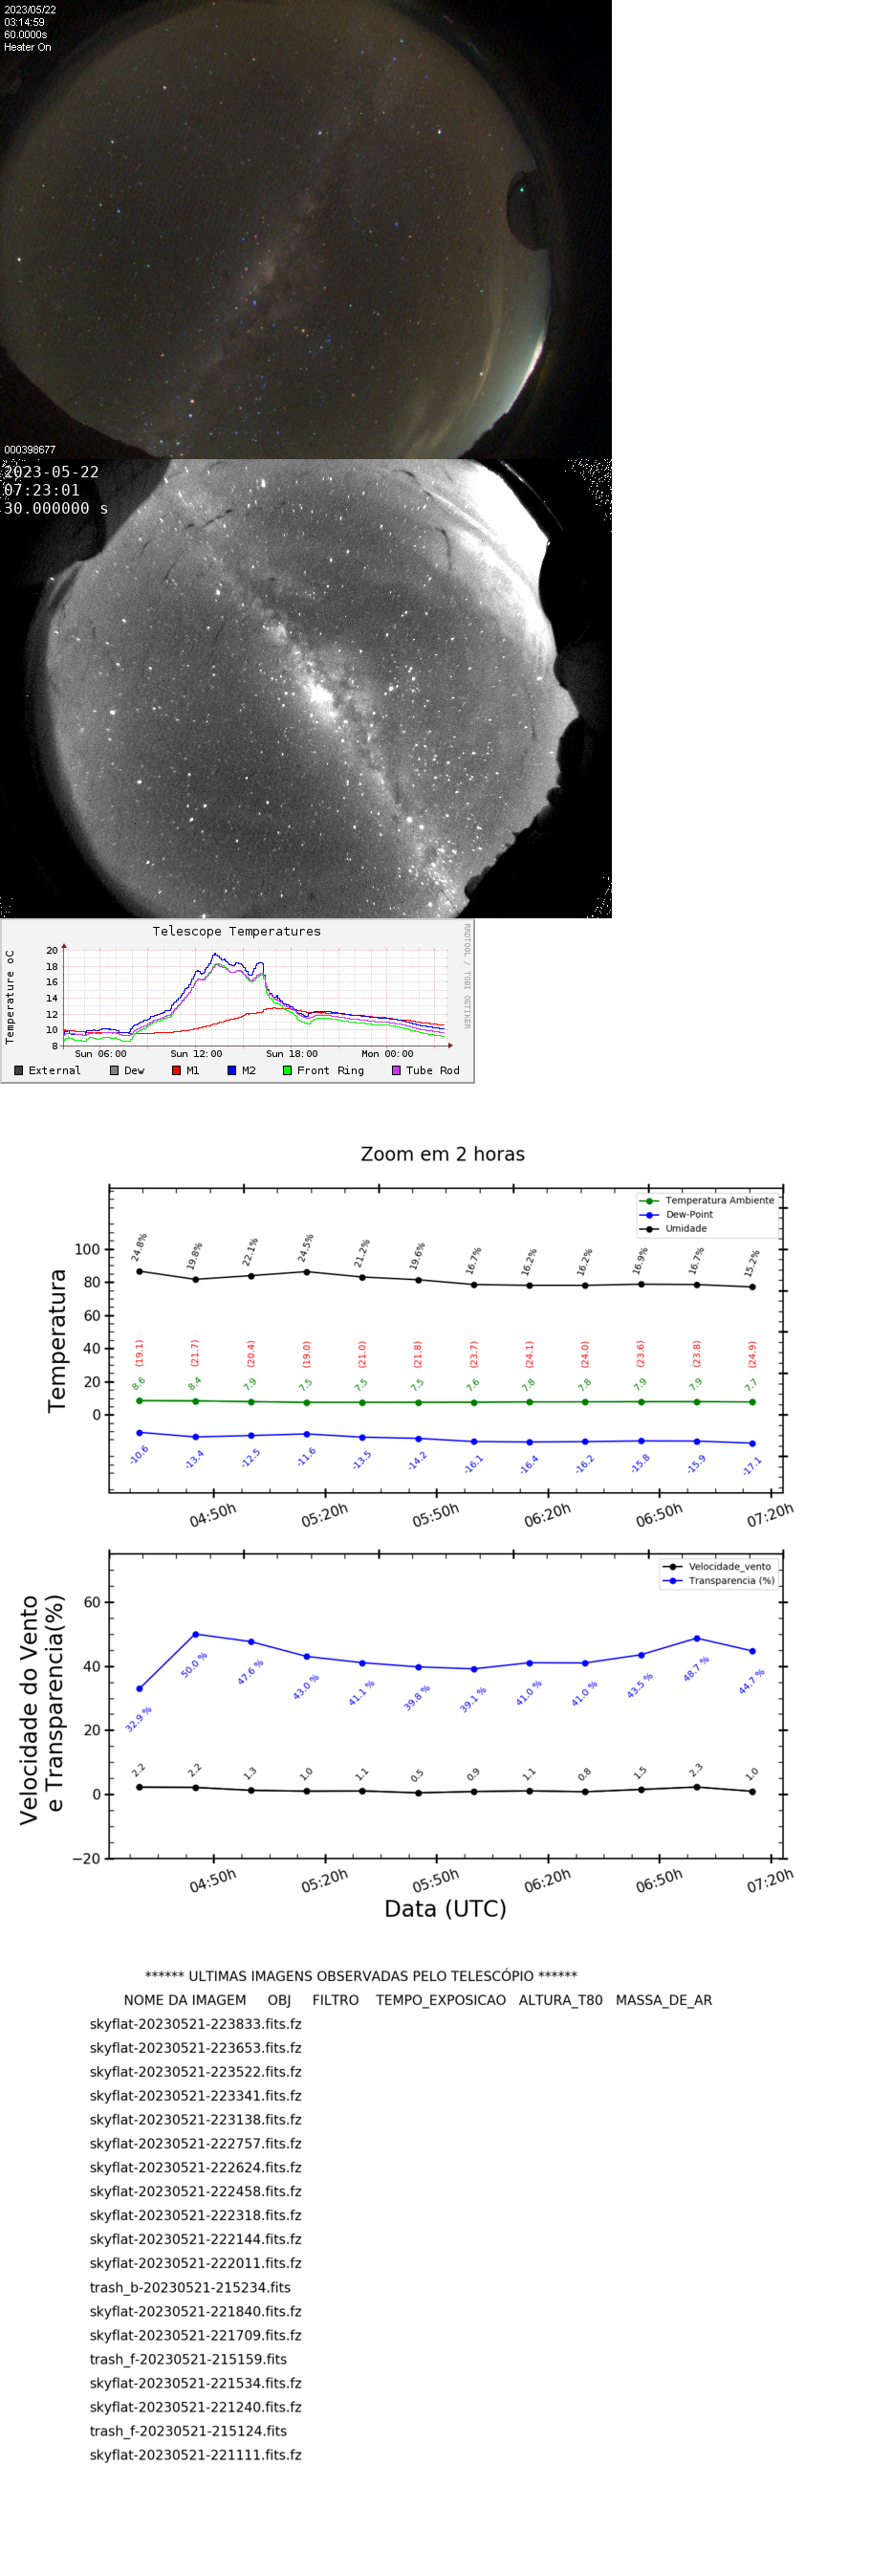 2023/05/22
03:14:59
60.0000s
Heater On
000398677
2023-05-22
07:23:01
30.000000 s
Telescope Temperatures
RRDTOOL / TOBI OETIKER
Temperature oC
20
18
16
14
12
10
8
Sun 06:00 Sun 12:00 Sun 18:00 Mon 00:00
External Dew M1 M2 Front Ring Tube Rod
Zoom em 2 horas
Temperatura Ambiente
Dew-Point
Umidade
Temperatura
100
80
60
40
20
0
24.8% 19.8% 22.1% 24.5% 21.2% 19.6% 16.7% 16.2% 16.2% 16.9% 16.7% 15.2%
(19.1) (21.7) (20.4) (19.0) (21.0) (21.8) (23.7) (24.1) (24.0) (23.6) (23.8) (24.9)
8.6 8.4 7.9 7.5 7.5 7.5 7.6 7.8 7.8 7.9 7.9 7.7
-10.6 -13.4 -12.5 -11.6 -13.5 -14.2 -16.1 -16.4 -16.2 -15.8 -15.9 -17.1
04:50h 05:20h 05:50h 06:20h 06:50h 07:20h
Velocidade_vento
Transparencia (%)
Velocidade do Vento
e Transparencia(%)
60
40
20
0
−20
32.9 % 50.0 % 47.6 % 43.0 % 41.1 % 39.8 % 39.1 % 41.0 % 41.0 % 43.5 % 48.7 % 44.7 %
2.2 2.2 1.3 1.0 1.1 0.5 0.9 1.1 0.8 1.5 2.3 1.0
04:50h 05:20h 05:50h 06:20h 06:50h 07:20h
Data (UTC)
****** ULTIMAS IMAGENS OBSERVADAS PELO TELESCÓPIO ******
NOME DA IMAGEM OBJ FILTRO TEMPO_EXPOSICAO ALTURA_T80 MASSA_DE_AR
skyflat-20230521-223833.fits.fz
skyflat-20230521-223653.fits.fz
skyflat-20230521-223522.fits.fz
skyflat-20230521-223341.fits.fz
skyflat-20230521-223138.fits.fz
skyflat-20230521-222757.fits.fz
skyflat-20230521-222624.fits.fz
skyflat-20230521-222458.fits.fz
skyflat-20230521-222318.fits.fz
skyflat-20230521-222144.fits.fz
skyflat-20230521-222011.fits.fz
trash_b-20230521-215234.fits
skyflat-20230521-221840.fits.fz
skyflat-20230521-221709.fits.fz
trash_f-20230521-215159.fits
skyflat-20230521-221534.fits.fz
skyflat-20230521-221240.fits.fz
trash_f-20230521-215124.fits
skyflat-20230521-221111.fits.fz